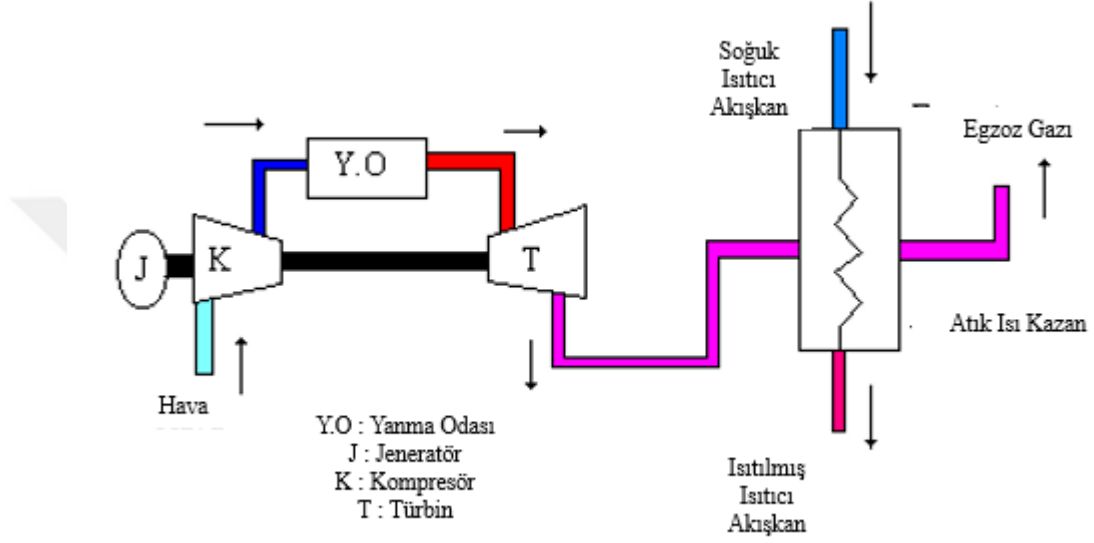 Soğuk
Isıtıcı
Akışkan
Egzoz Gazı
Y.O
J
K
T
Atık Isı Kazan
Hava
Y.O : Yanma Odası
J : Jeneratör
K : Kompresör
T : Türbin
Isıtılmış
Isıtıcı
Akışkan